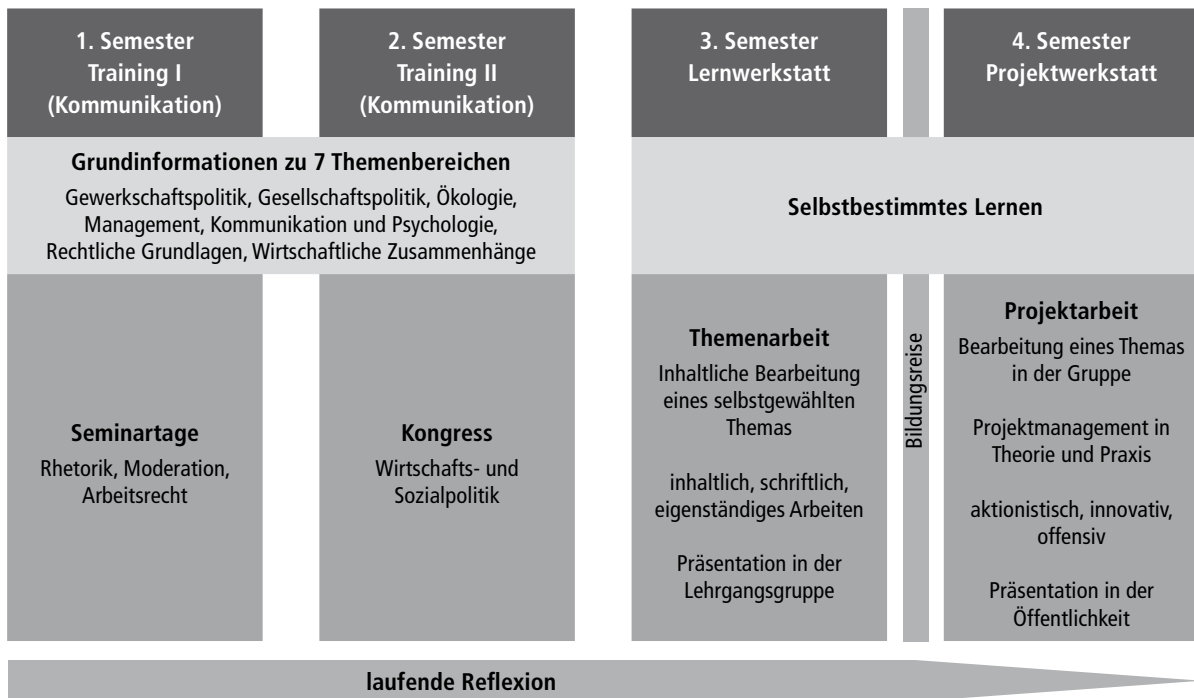 1. Semester
Training I
(Kommunikation)
2. Semester
Training II
(Kommunikation)
3. Semester
Lernwerkstatt
4. Semester
Projektwerkstatt
Grundinformationen zu 7 Themenbereichen
Gewerkschaftspolitik, Gesellschaftspolitik, Ökologie,
Management, Kommunikation und Psychologie,
Rechtliche Grundlagen, Wirtschaftliche Zusammenhänge
Selbstbestimmtes Lernen
Seminartage
Rhetorik, Moderation,
Arbeitsrecht
Kongress
Wirtschafts- und
Sozialpolitik
Themenarbeit
Inhaltliche Bearbeitung
eines selbstgewählten
Themas
inhaltlich, schriftlich,
eigenständiges Arbeiten
Präsentation in der
Lehrgangsgruppe
Bildungsreise
Projektarbeit
Bearbeitung eines Themas
in der Gruppe
Projektmanagement in
Theorie und Praxis
aktionistisch, innovativ,
offensiv
Präsentation in der
Öffentlichkeit
laufende Reflexion